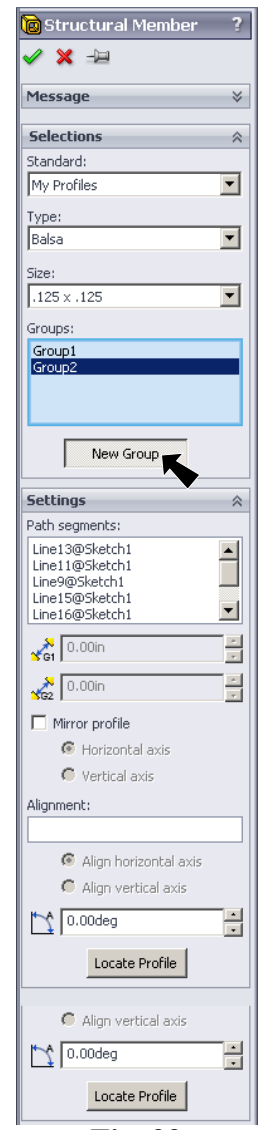 Structural Member ?
Message
Selections
Standard:
My Profiles
Type:
Balsa
Size:
.125 x .125
Groups:
Group1
Group2
New Group
Settings
Path segments:
Line13@Sketch1
Line11@Sketch1
Line9@Sketch1
Line15@Sketch1
Line16@Sketch1
G1 0.00in
G2 0.00in
Mirror profile
Horizontal axis
Vertical axis
Alignment:
Align horizontal axis
Align vertical axis
A 0.00deg
Locate Profile
Align vertical axis
A 0.00deg
Locate Profile